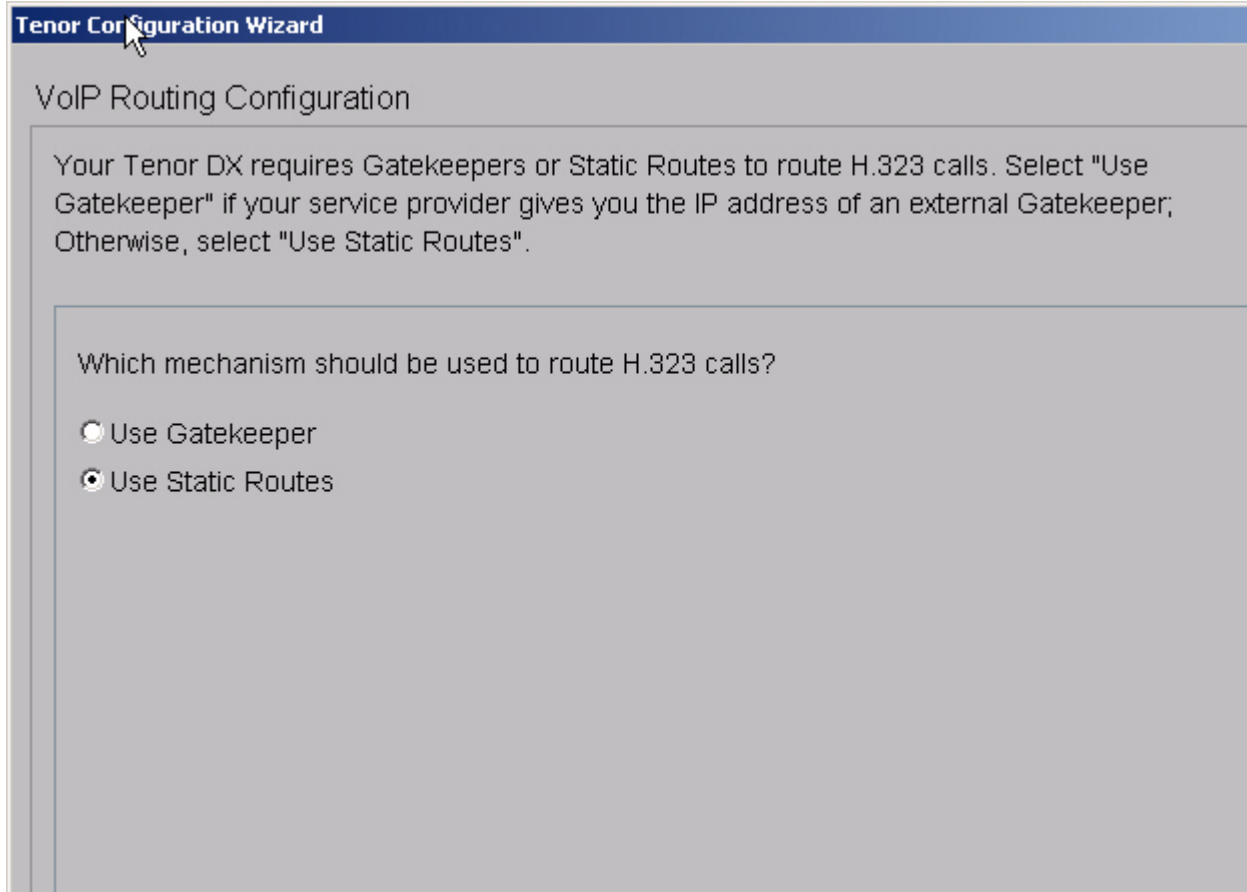 Tenor Configuration Wizard
VoIP Routing Configuration
Your Tenor DX requires Gatekeepers or Static Routes to route H.323 calls. Select "Use
Gatekeeper" if your service provider gives you the IP address of an external Gatekeeper;
Otherwise, select "Use Static Routes".
Which mechanism should be used to route H.323 calls?
Use Gatekeeper
Use Static Routes